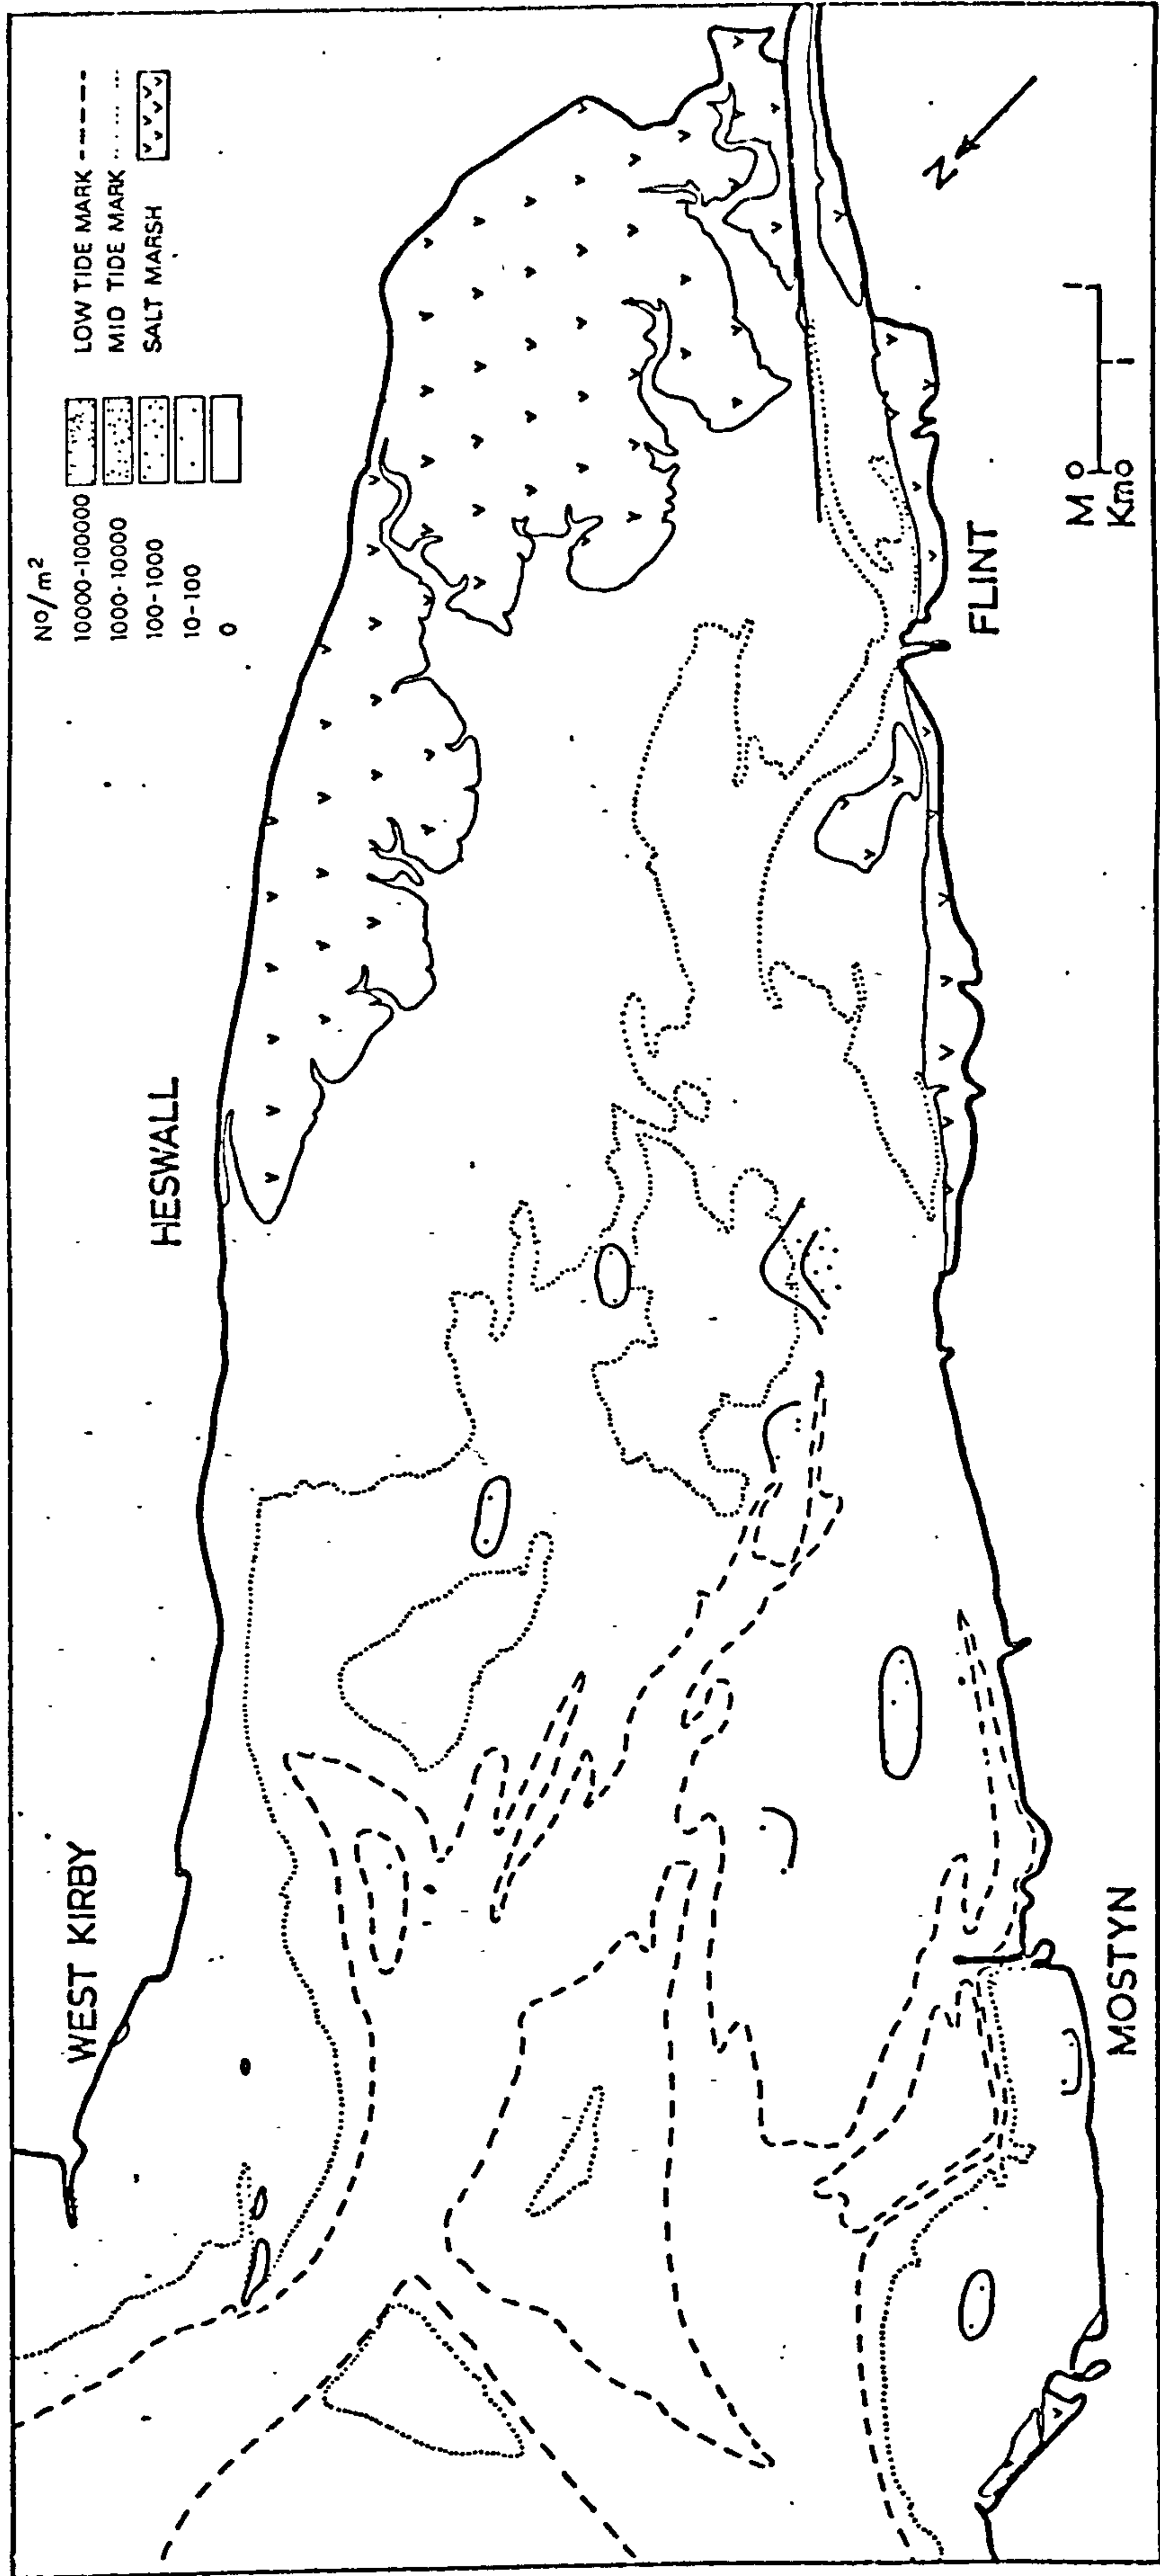 Nº/m²
10000-100000
1000-10000
100-1000
10-100
0
LOW TIDE MARK
MID TIDE MARK
SALT MARSH
WEST KIRBY
HESWALL
FLINT
MOSTYN
N
M 0 1
Km 0 1